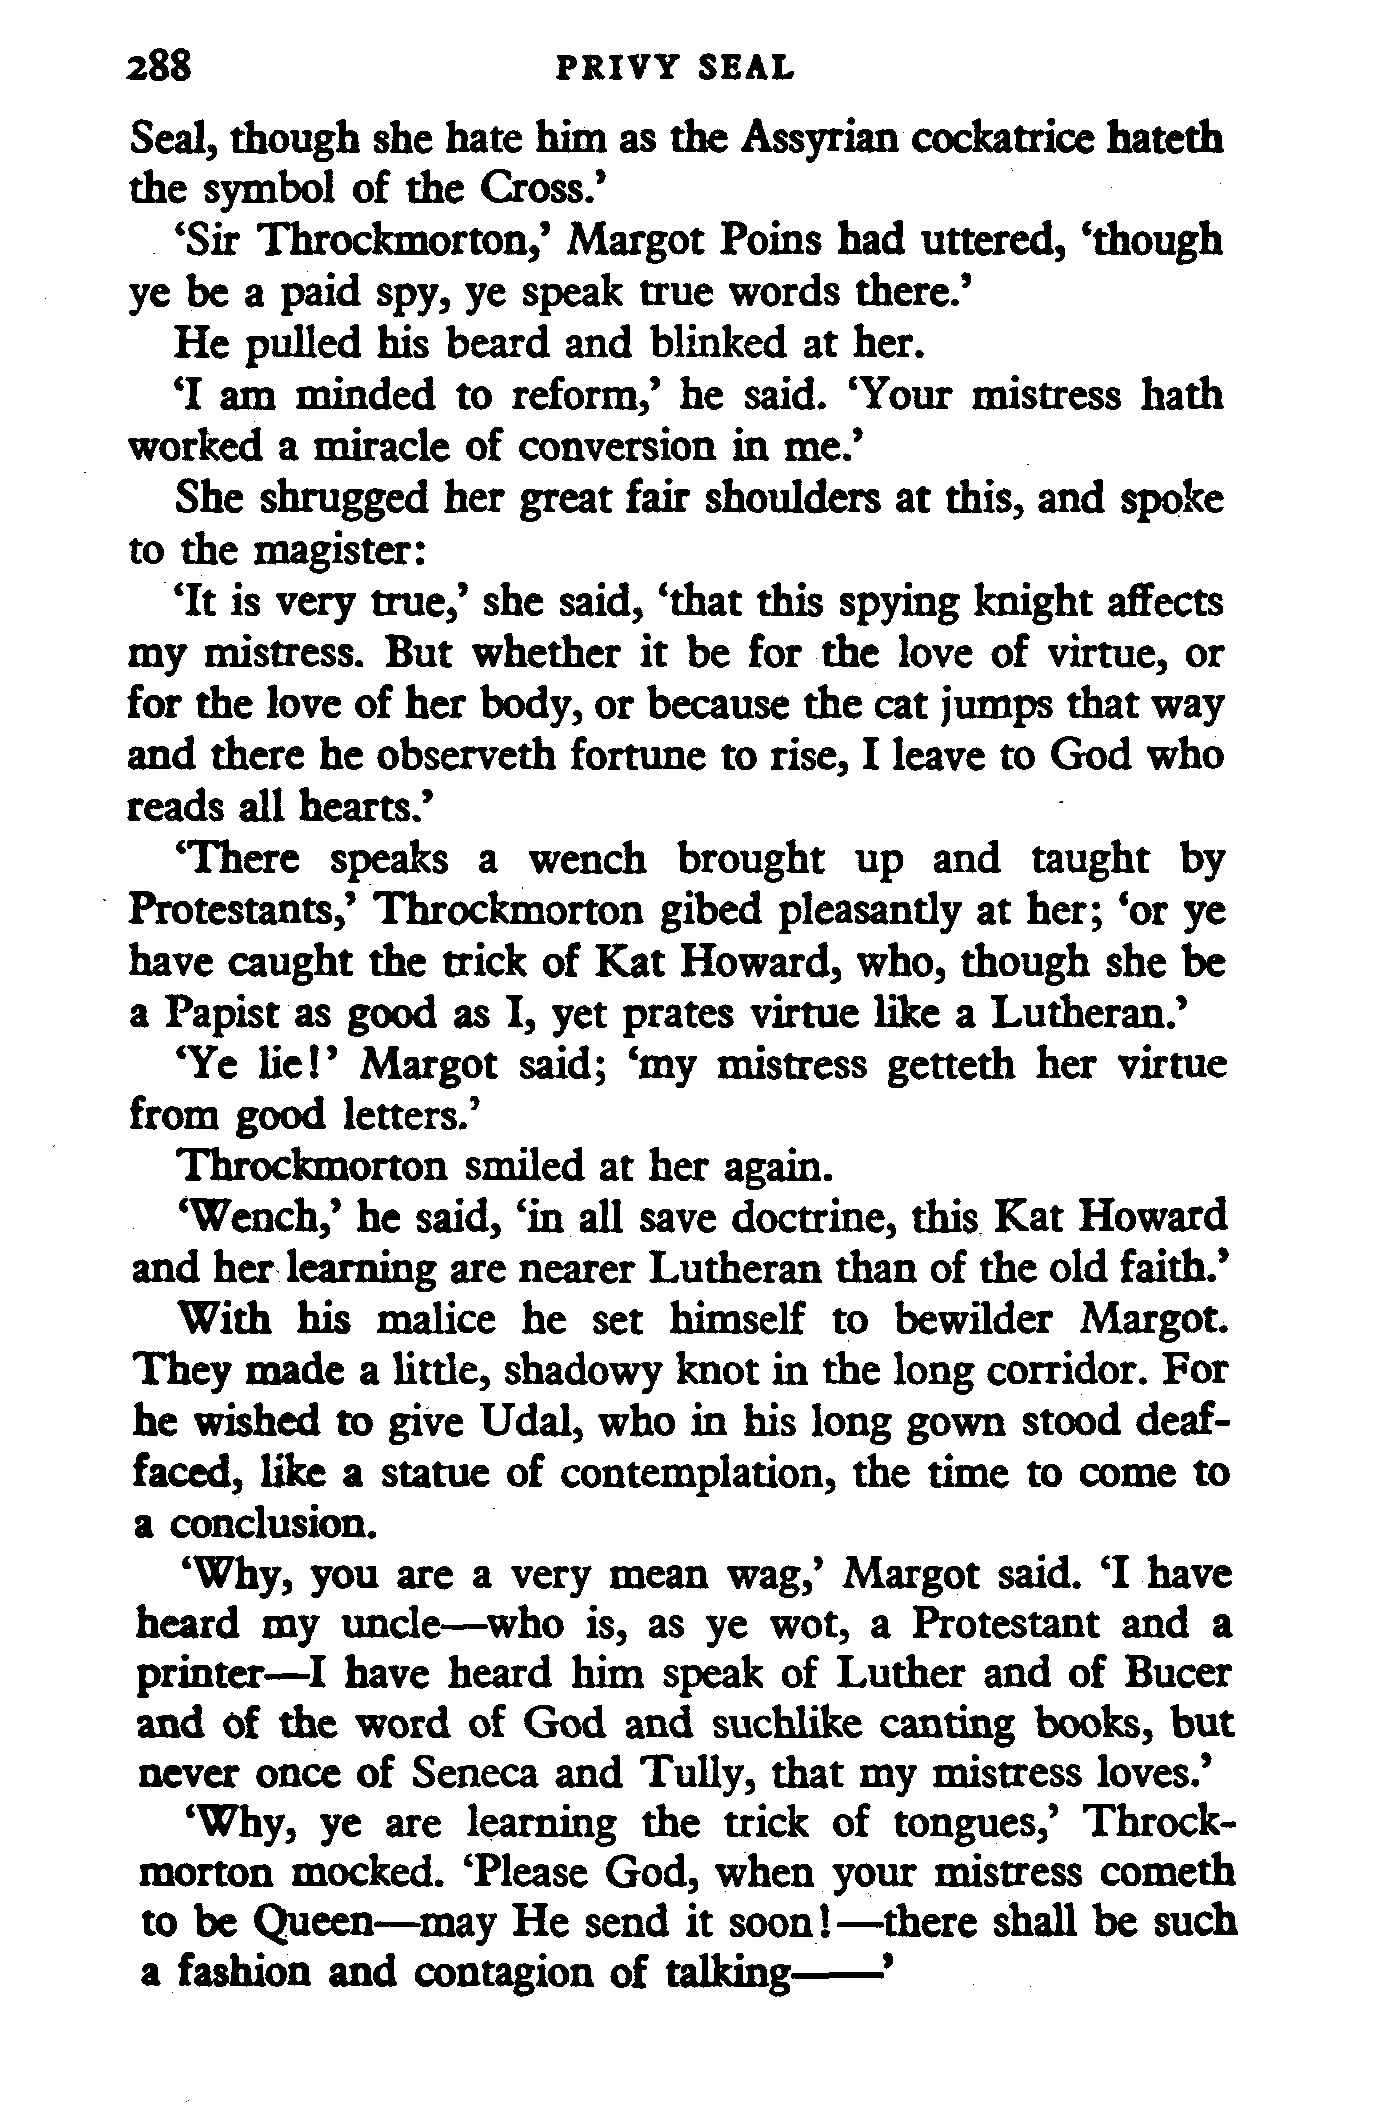 288 PRIVY SEAL
Seal, though she hate him as the Assyrian cockatrice hateth
the symbol of the Cross.’
‘Sir Throckmorton,’ Margot Poins had uttered, ‘though
ye be a paid spy, ye speak true words there.’
He pulled his beard and blinked at her.
‘I am minded to reform,’ he said. ‘Your mistress hath
worked a miracle of conversion in me.’
She shrugged her great fair shoulders at this, and spoke
to the magister:
‘It is very true,’ she said, ‘that this spying knight affects
my mistress. But whether it be for the love of virtue, or
for the love of her body, or because the cat jumps that way
and there he observeth fortune to rise, I leave to God who
reads all hearts.’
‘There speaks a wench brought up and taught by
Protestants,’ Throckmorton gibed pleasantly at her; ‘or ye
have caught the trick of Kat Howard, who, though she be
a Papist as good as I, yet prates virtue like a Lutheran.’
‘Ye lie!’ Margot said; ‘my mistress getteth her virtue
from good letters.’
Throckmorton smiled at her again.
‘Wench,’ he said, ‘in all save doctrine, this Kat Howard
and her learning are nearer Lutheran than of the old faith.’
With his malice he set himself to bewilder Margot.
They made a little, shadowy knot in the long corridor. For
he wished to give Udal, who in his long gown stood deaf-
faced, like a statue of contemplation, the time to come to
a conclusion.
‘Why, you are a very mean wag,’ Margot said. ‘I have
heard my uncle—who is, as ye wot, a Protestant and a
printer—I have heard him speak of Luther and of Bucer
and of the word of God and suchlike canting books, but
never once of Seneca and Tully, that my mistress loves.’
‘Why, ye are learning the trick of tongues,’ Throck-
morton mocked. ‘Please God, when your mistress cometh
to be Queen—may He send it soon!—there shall be such
a fashion and contagion of talking——’